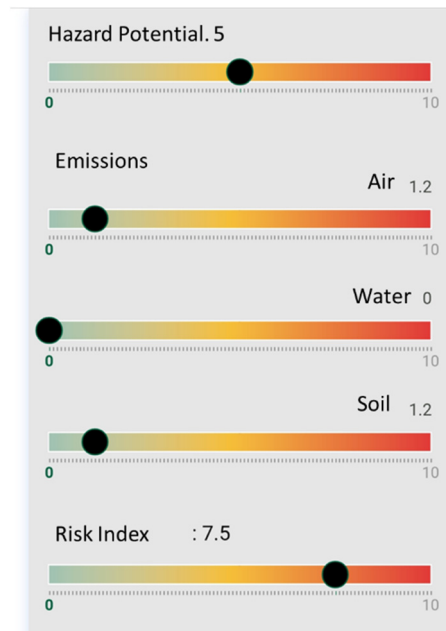 Hazard Potential. 5
0 10
Emissions
Air 1.2
0 10
Water 0
0 10
Soil 1.2
0 10
Risk Index : 7.5
0 10